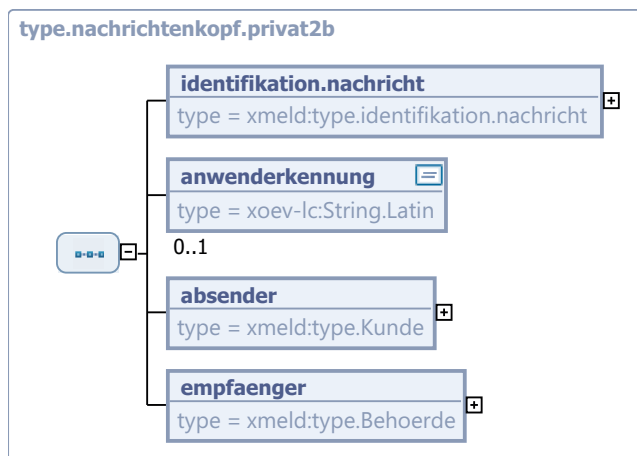 type.nachrichtenkopf.privat2b
identifikation.nachricht
type = xmeld:type.identifikation.nachricht
anwenderkennung
type = xoev-lc:String.Latin
0..1
absender
type = xmeld:type.Kunde
empfaenger
type = xmeld:type.Behoerde